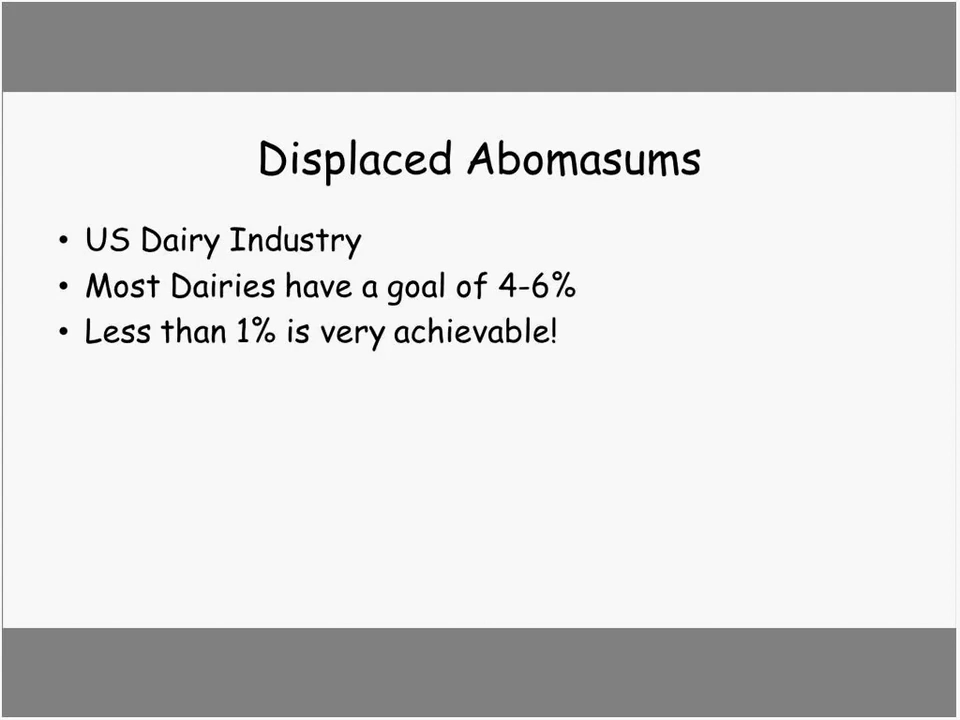 Displaced Abomasums
• US Dairy Industry
• Most Dairies have a goal of 4-6%
• Less than 1% is very achievable!